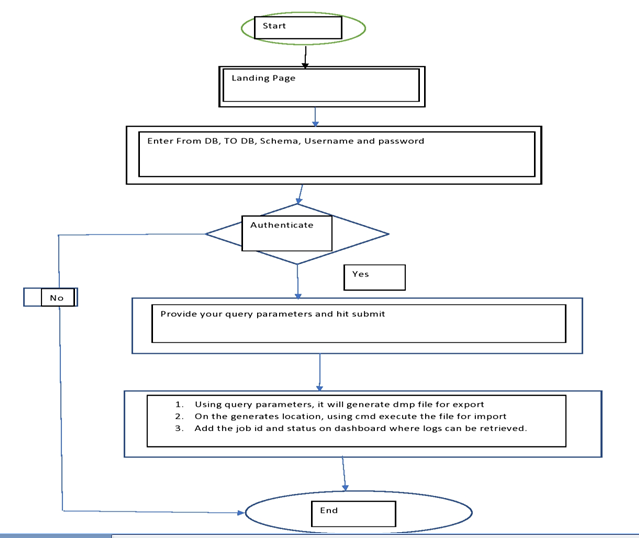 Start
Landing Page
Enter From DB, TO DB, Schema, Username and password
Authenticate
Yes
No
Provide your query parameters and hit submit
1. Using query parameters, it will generate dmp file for export
2. On the generates location, using cmd execute the file for import
3. Add the job id and status on dashboard where logs can be retrieved.
End